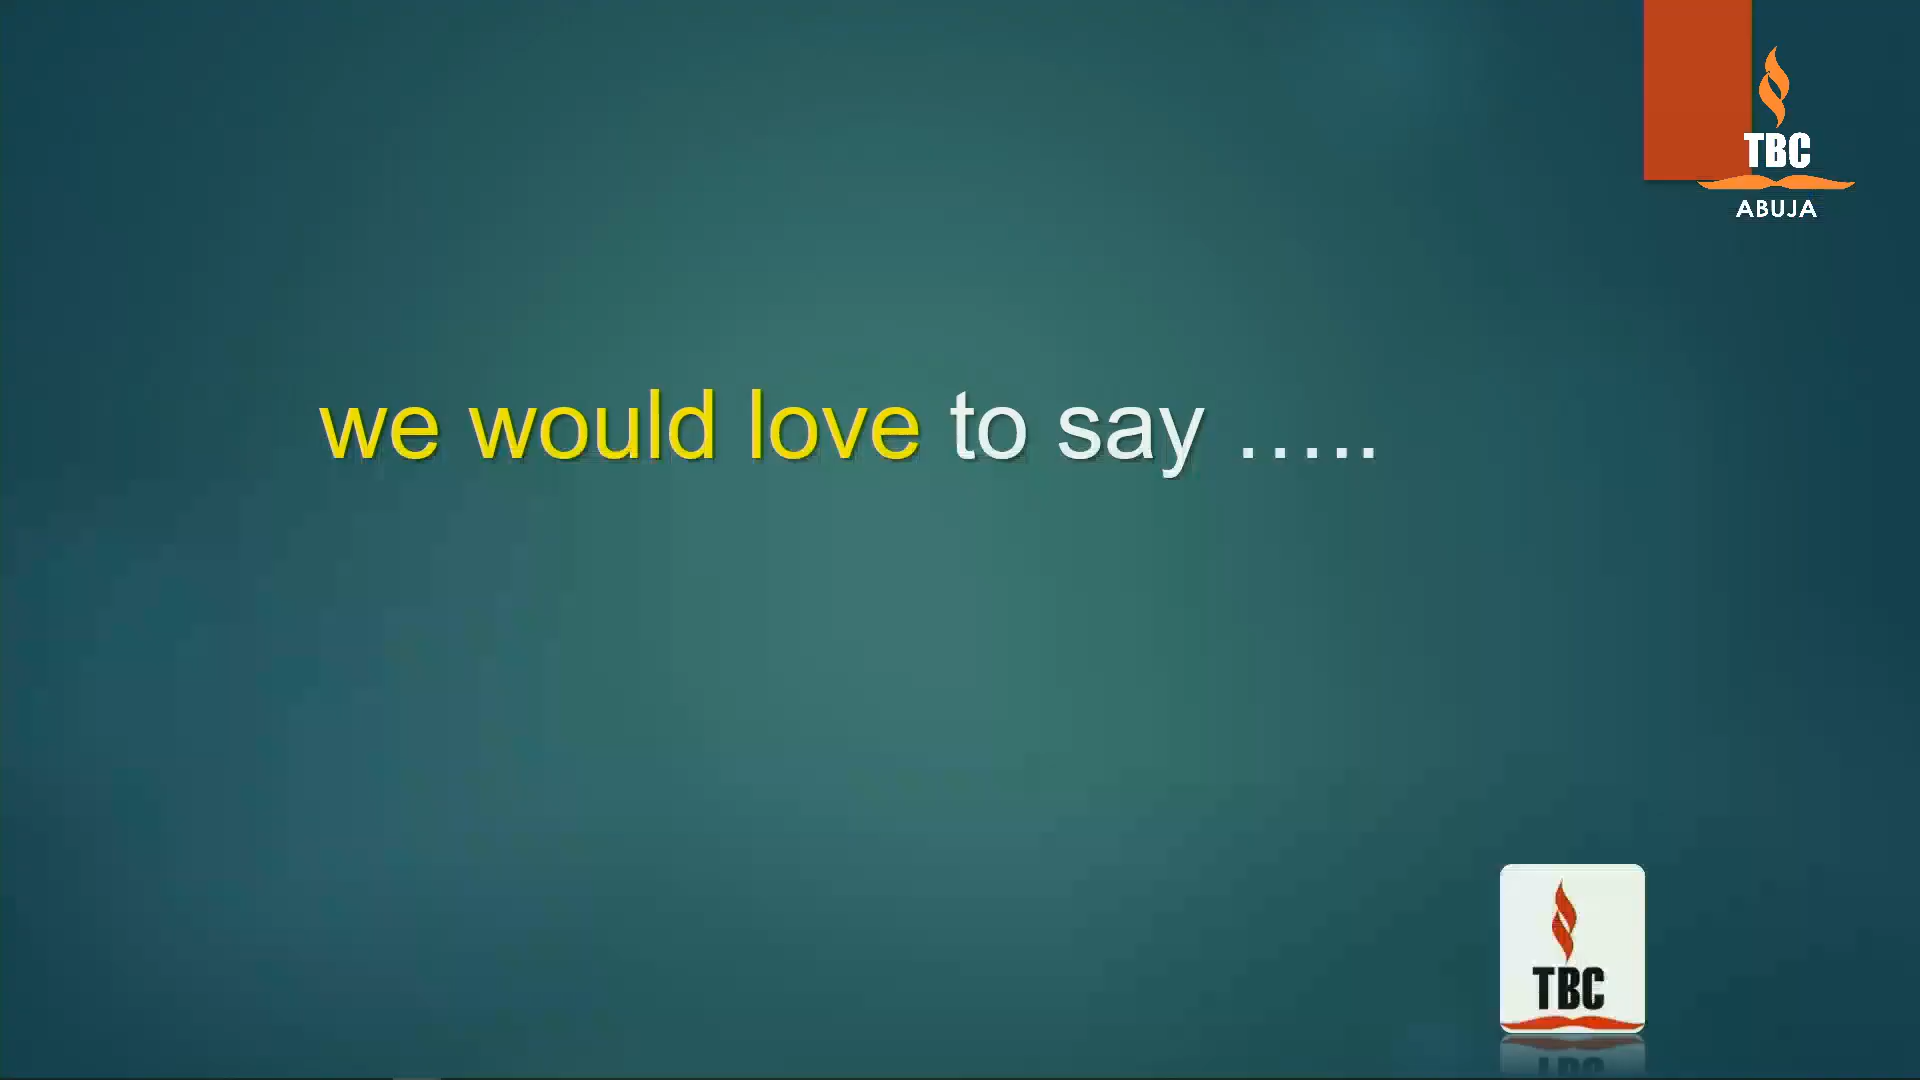 TBC
ABUJA
we would love to say .....
TBC